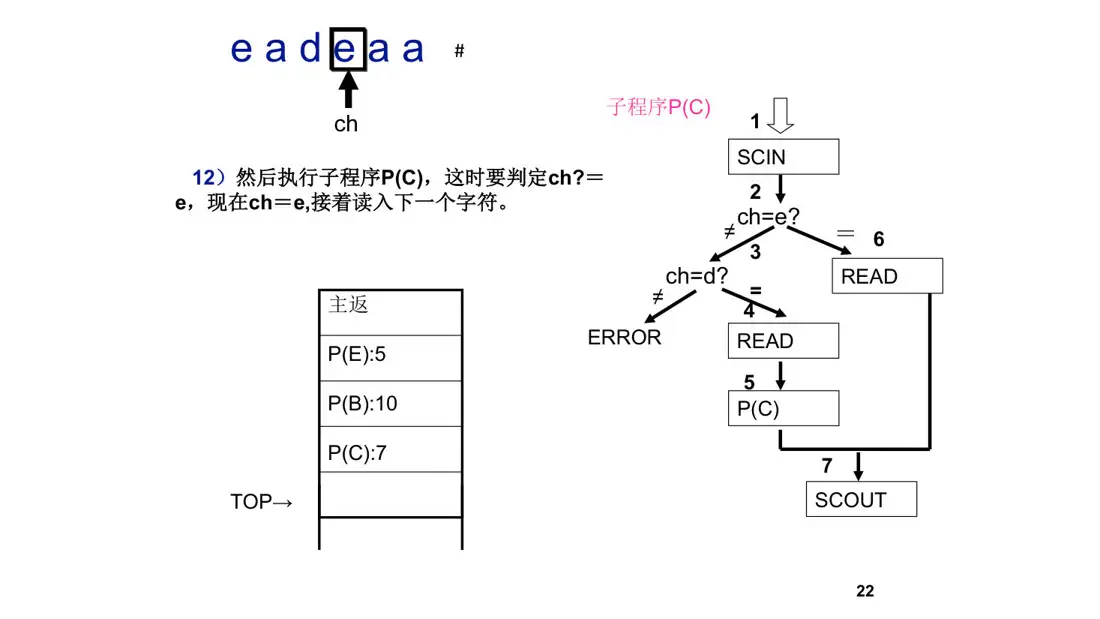 e a d e a a #
ch
12）然后执行子程序P(C)，这时要判定ch?＝
e，现在ch＝e,接着读入下一个字符。
主返
P(E):5
P(B):10
P(C):7
TOP→
子程序P(C)
1
SCIN
2
ch=e?
≠
＝
6
3
READ
ch=d?
≠
=
4
ERROR
READ
5
P(C)
7
SCOUT
22